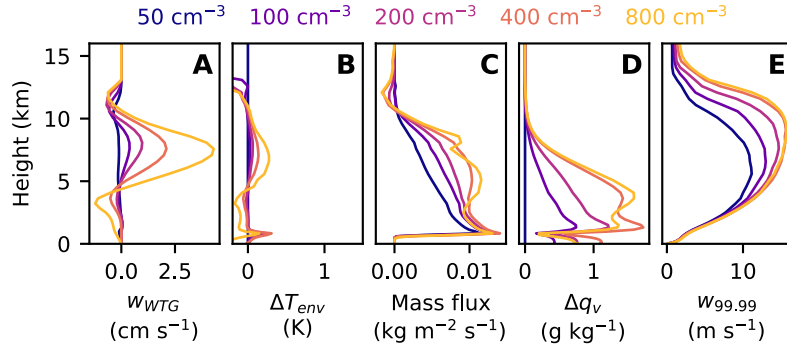 50 cm⁻³ 100 cm⁻³ 200 cm⁻³ 400 cm⁻³ 800 cm⁻³
A B C D E
Height (km)
15
10
5
0
0.0 2.5 0 1 0.00 0.01 0 1 0 10
w_WTG ΔT_env Mass flux Δq_v w_99.99
(cm s⁻¹) (K) (kg m⁻² s⁻¹) (g kg⁻¹) (m s⁻¹)